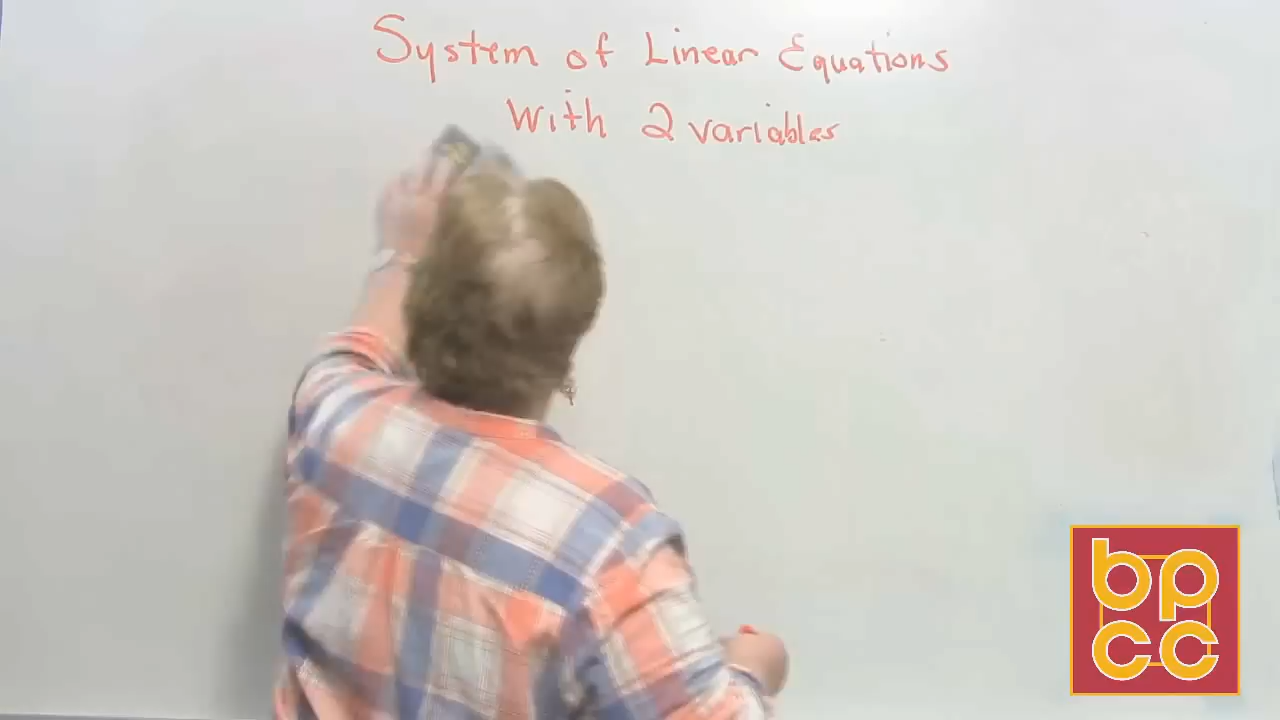 System of Linear Equations
With 2 variables
bp
cc